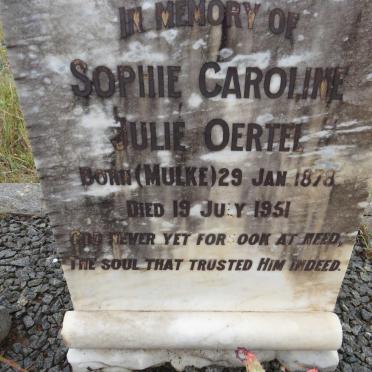 IN MEMORY OF
SOPHIE CAROLINE
JULIE OERTEL
BORN (MULKE) 29 JAN 1878
DIED 19 JULY 1951
GOD NEVER YET FORSOOK AT NEED,
THE SOUL THAT TRUSTED HIM INDEED.